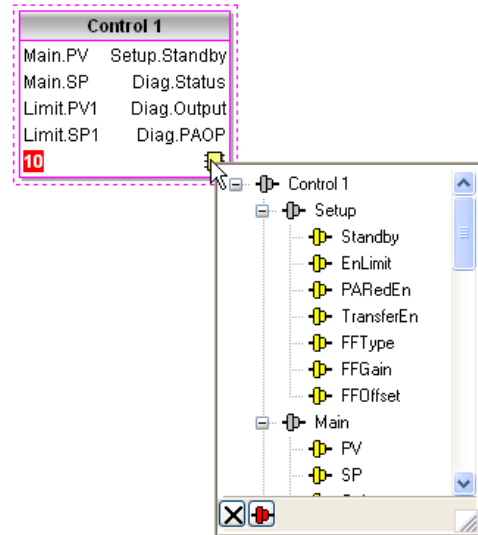 Control 1
Main.PV Setup.Standby
Main.SP Diag.Status
Limit.PV1 Diag.Output
Limit.SP1 Diag.PAOP
10
Control 1
Setup
Standby
EnLimit
PARedEn
TransferEn
FFType
FFGain
FFOffset
Main
PV
SP